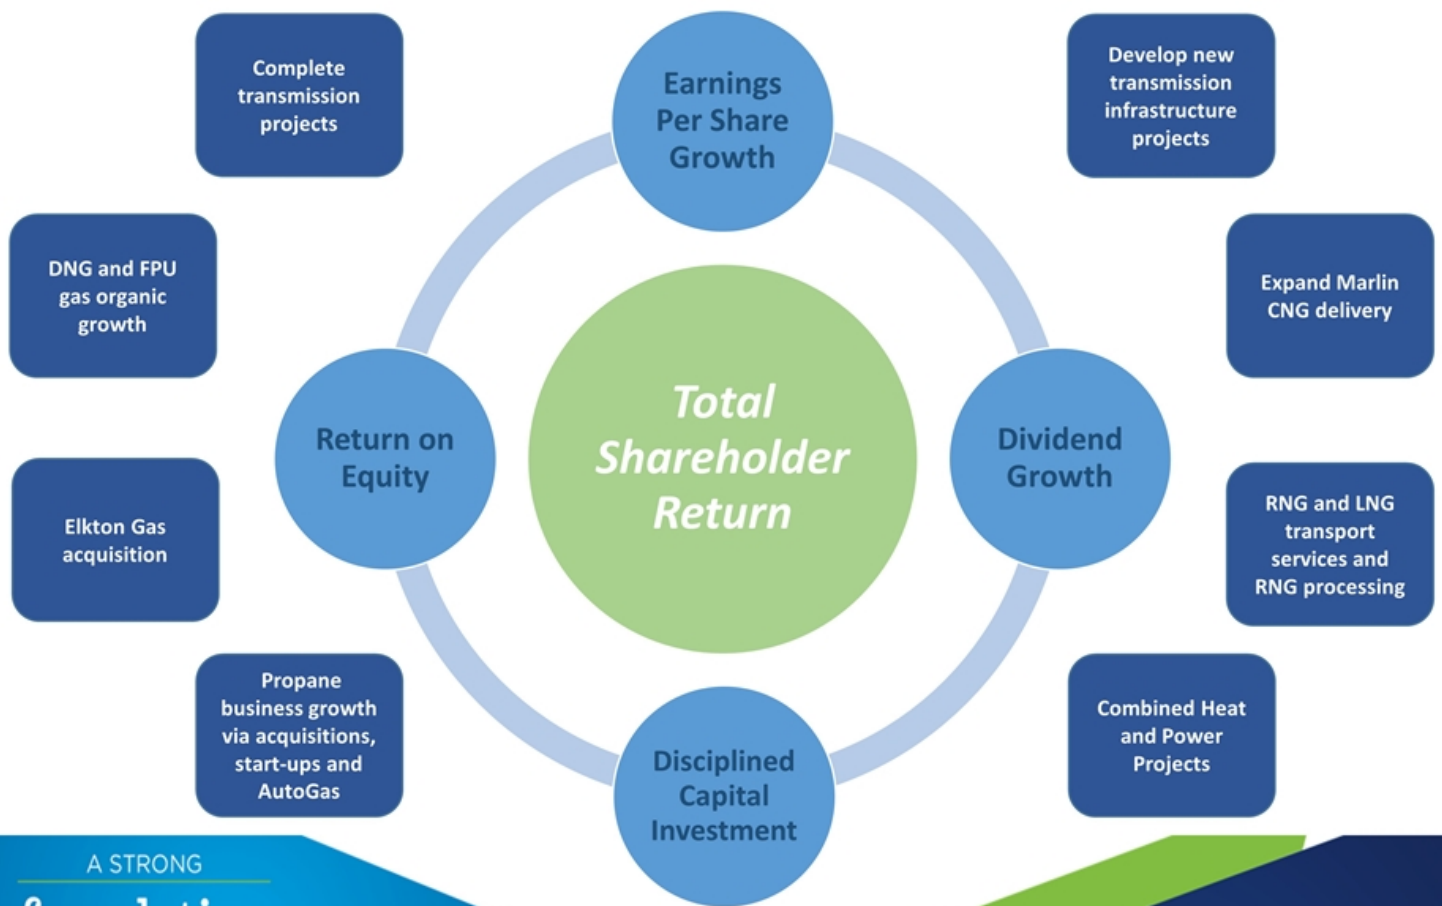 Complete
transmission
projects
Earnings
Per Share
Growth
Develop new
transmission
infrastructure
projects
DNG and FPU
gas organic
growth
Expand Marlin
CNG delivery
Return on
Equity
Total
Shareholder
Return
Dividend
Growth
Elkton Gas
acquisition
RNG and LNG
transport
services and
RNG processing
Propane
business growth
via acquisitions,
start-ups and
AutoGas
Disciplined
Capital
Investment
Combined Heat
and Power
Projects
A STRONG